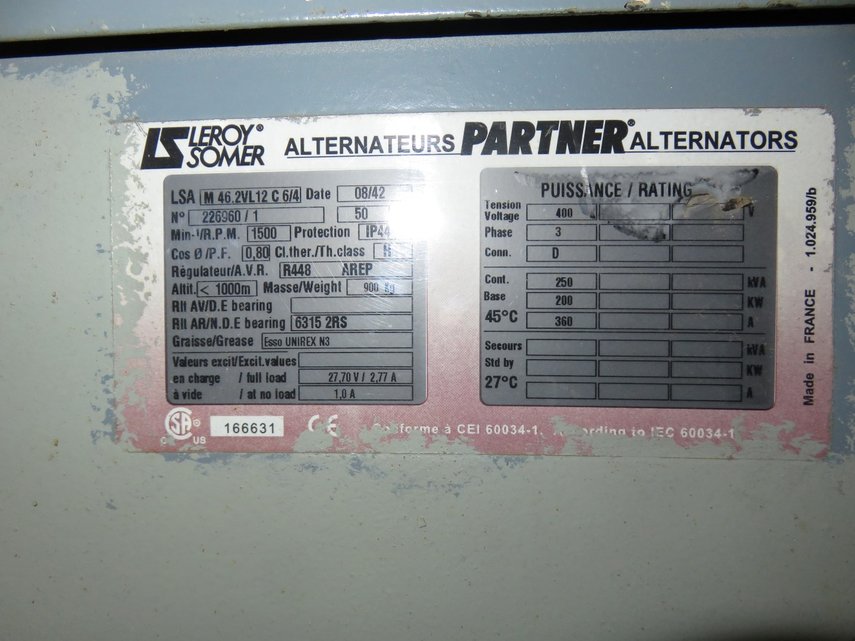 LEROY® SOMER ALTERNATEURS PARTNER® ALTERNATORS
LSA M 46.2VL12 C 6/4 Date 08/42
N° 226960 / 1 50
Min-¹/R.P.M. 1500 Protection IP44
Cos Ø /P.F. 0,80 Cl.ther./Th.class H
Régulateur/A.V.R. R448 AREP
Altit. < 1000m Masse/Weight 900 kg
Rlt AV/D.E bearing
Rlt AR/N.D.E bearing 6315 2RS
Graisse/Grease Esso UNIREX N3
Valeurs excit/Excit.values
en charge / full load 27,70 V / 2,77 A
à vide / at no load 1,0 A
PUISSANCE / RATING
Tension
Voltage 400 V
Phase 3
Conn. D
Cont. 250 kVA
Base 200 KW
45°C 360 A
Secours kVA
Std by KW
27°C A
C SA® US 166631 CE Conforme à CEI 60034-1. According to IEC 60034-1
Made in FRANCE - 1.024.959/b